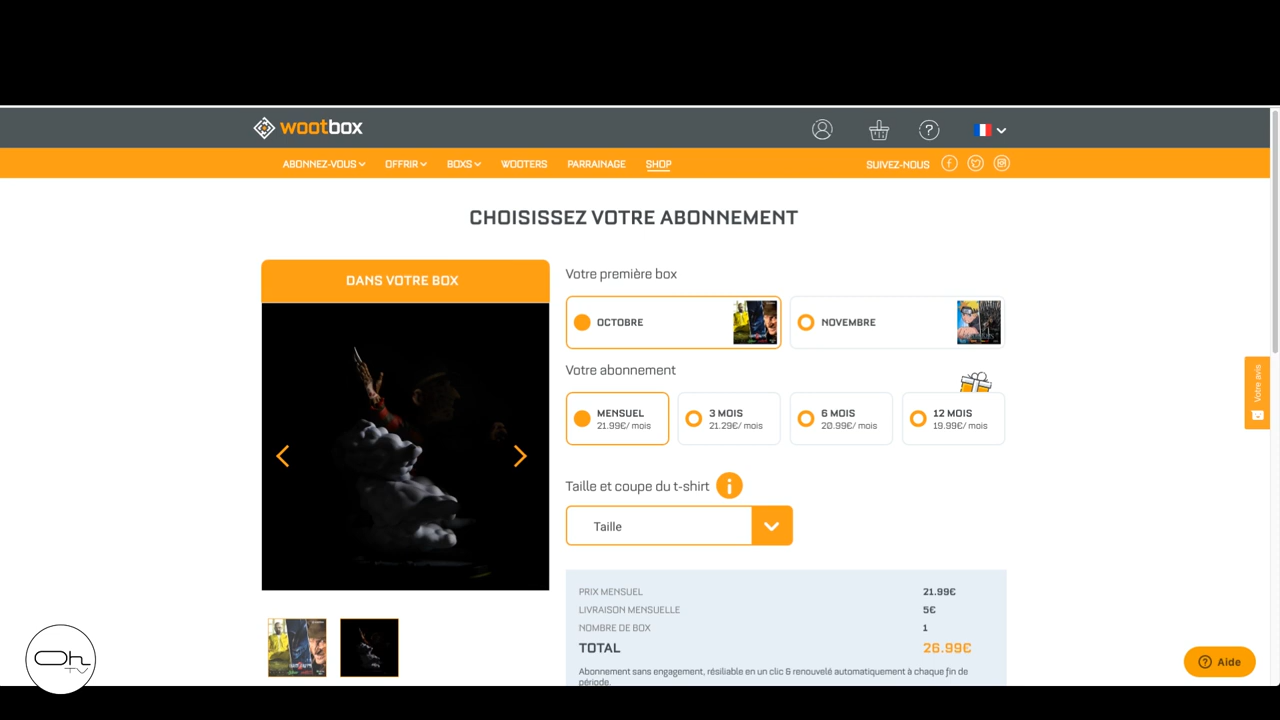 wootbox
ABONNEZ-VOUS
OFFRIR
BOXS
WOOTERS
PARRAINAGE
SHOP
SUIVEZ-NOUS
CHOISISSEZ VOTRE ABONNEMENT
DANS VOTRE BOX
Votre première box
OCTOBRE
NOVEMBRE
Votre abonnement
MENSUEL
21.99€/ mois
3 MOIS
21.29€/ mois
6 MOIS
20.99€/ mois
12 MOIS
19.99€/ mois
Votre avis
Taille et coupe du t-shirt
Taille
PRIX MENSUEL 21.99€
LIVRAISON MENSUELLE 5€
NOMBRE DE BOX 1
TOTAL 26.99€
Abonnement sans engagement, résiliable en un clic & renouvelé automatiquement à chaque fin de
période.
Aide
Oh
TV